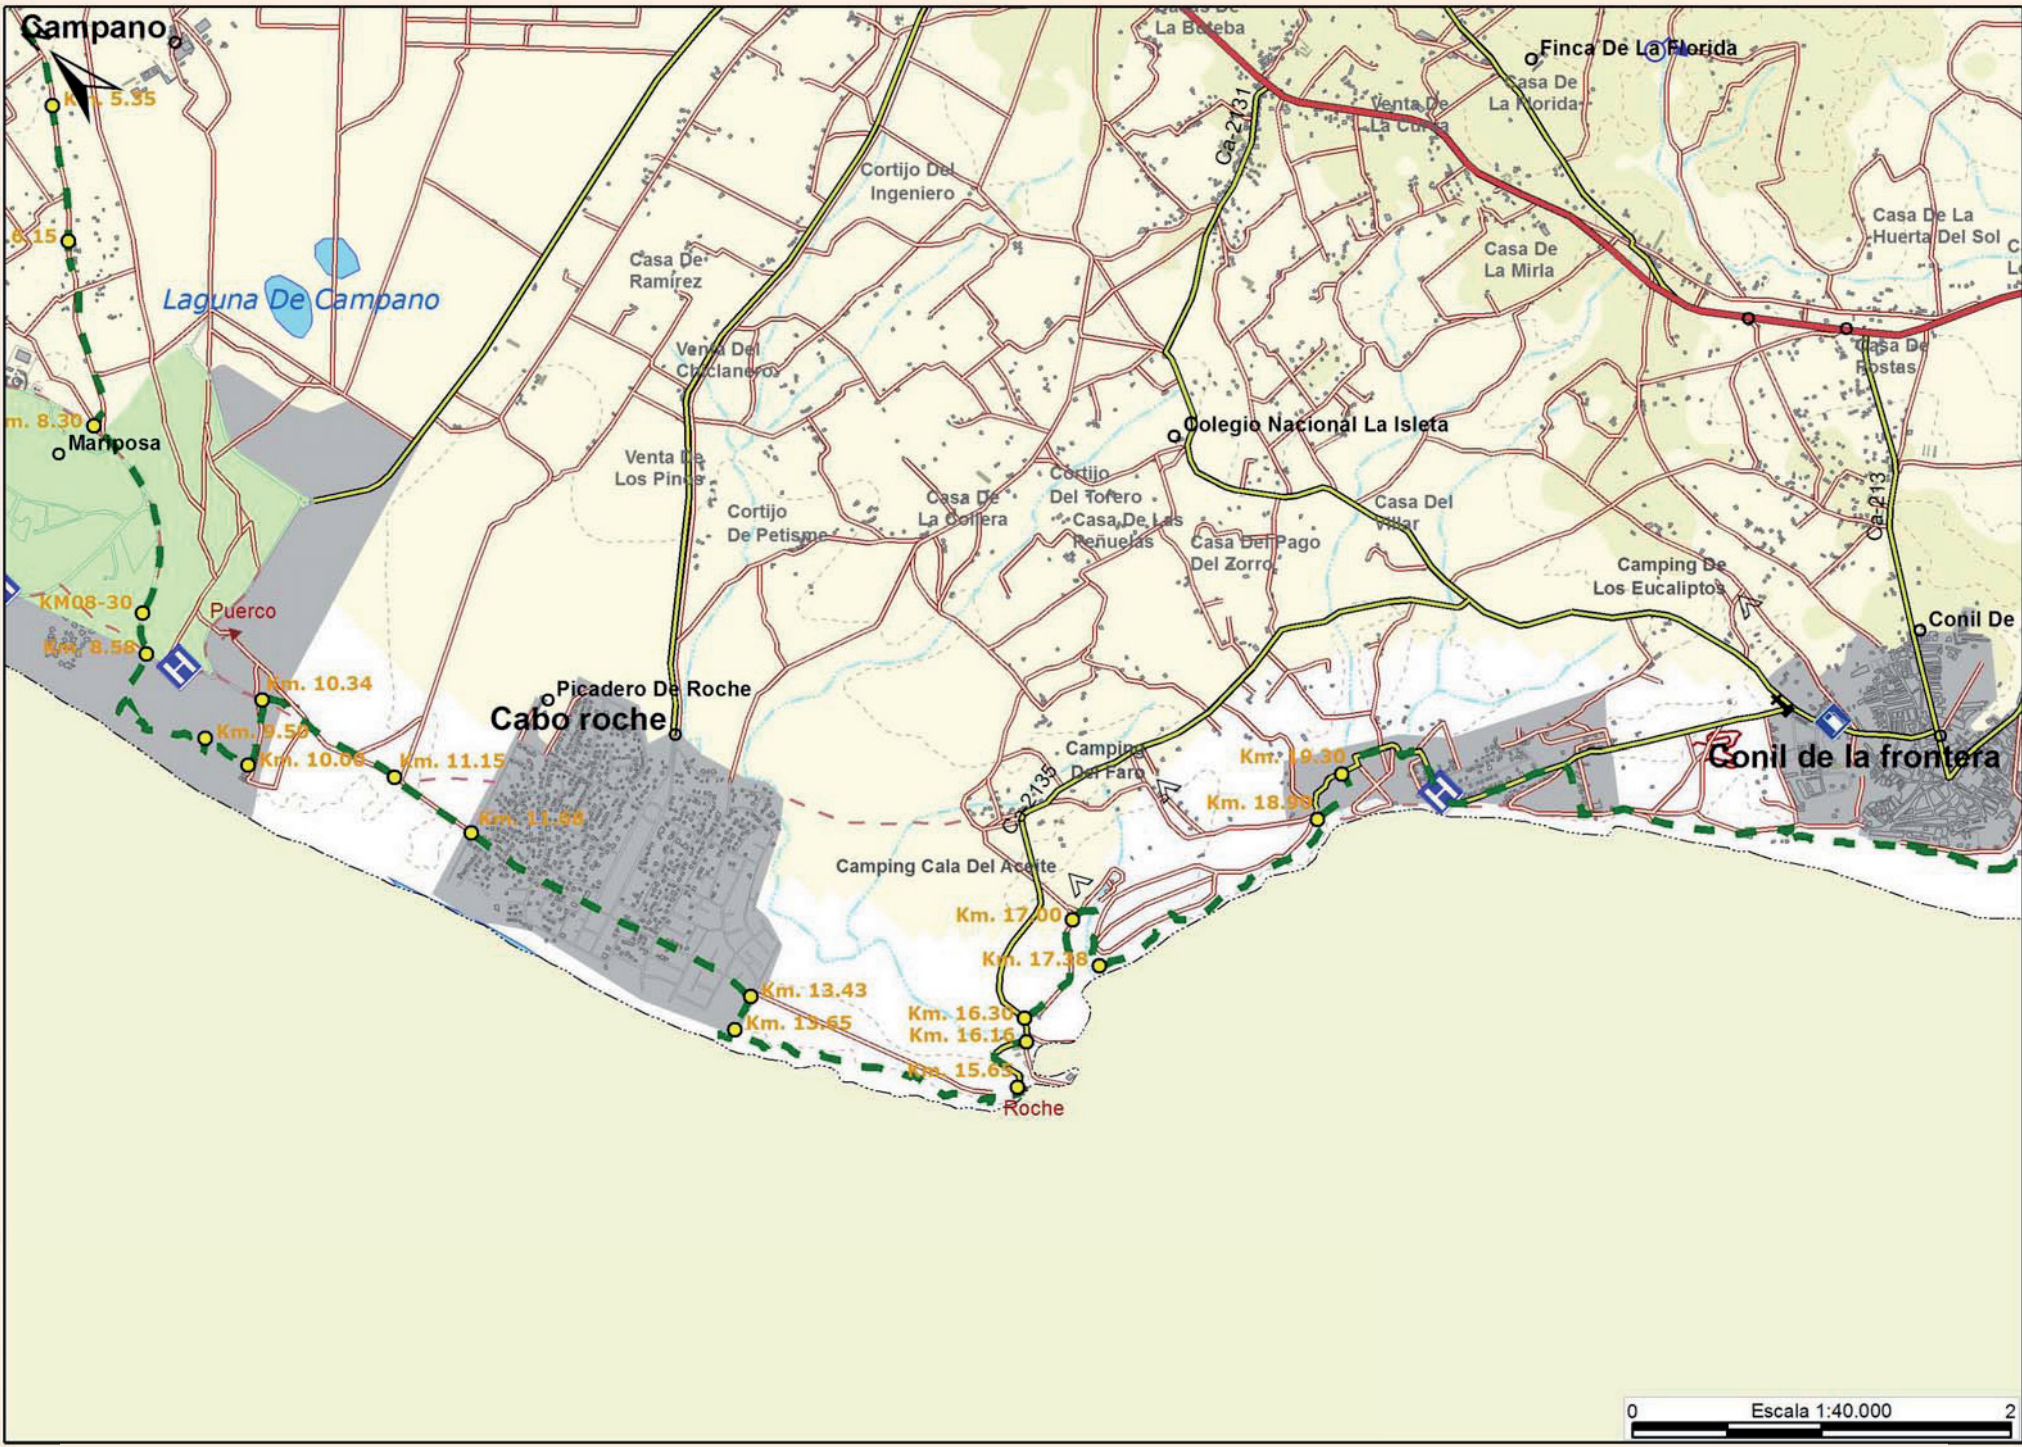 Campano
La Boteba
Finca De La Florida
Casa De
La Florida
Venta De
La Curva
Km. 5.35
Ca-2131
Cortijo Del
Ingeniero
6.15
Casa De La
Huerta Del Sol
Casa De
Ramírez
Casa De
La Mirla
Laguna De Campano
Venta Del
Chiclanero
Casa De
Postas
m. 8.30
Mariposa
Colegio Nacional La Isleta
Venta De
Los Pinos
Cortijo
Del Torero
Casa De
La Collera
Casa De Las
Peñuelas
Casa Del
Villar
Ca-213
Cortijo
De Petisme
Casa Del Pago
Del Zorro
Camping De
Los Eucaliptos
KM08-30
Puerco
Conil De
Km. 8.58
H
Km. 10.34
Picadero De Roche
Cabo roche
Km. 9.50
Km. 10.00
Km. 11.15
Camping
Del Faro
Km. 19.30
Conil de la frontera
Ca-2135
H
Km. 18.90
Km. 11.88
Camping Cala Del Aceite
Km. 17.00
Km. 17.38
Km. 13.43
Km. 16.30
Km. 13.65
Km. 16.16
Km. 15.65
Roche
0 Escala 1:40.000 2